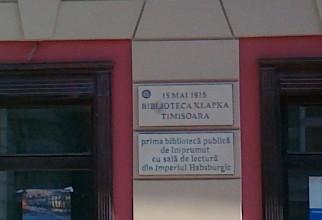 15 MAI 1815
BIBLIOTECA KLAPKA
TIMIȘOARA
prima bibliotecă publică
de împrumut
cu sală de lectură
din Imperiul Habsburgic